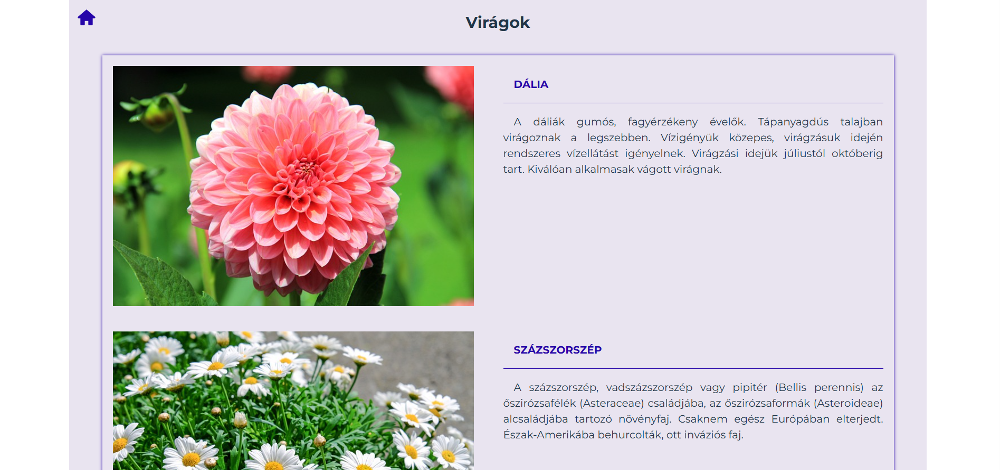 Virágok
DÁLIA
A dáliák gumós, fagyérzékeny évelők. Tápanyagdús talajban
virágoznak a legszebben. Vízigényük közepes, virágzásuk idején
rendszeres vízellátást igényelnek. Virágzási idejük júliustól októberig
tart. Kiválóan alkalmasak vágott virágnak.
SZÁZSZORSZÉP
A százszorszép, vadszázszorszép vagy pipitér (Bellis perennis) az
őszirózsafélék (Asteraceae) családjába, az őszirózsaformák (Asteroideae)
alcsaládjába tartozó növényfaj. Csaknem egész Európában elterjedt.
Észak-Amerikába behurcolták, ott inváziós faj.